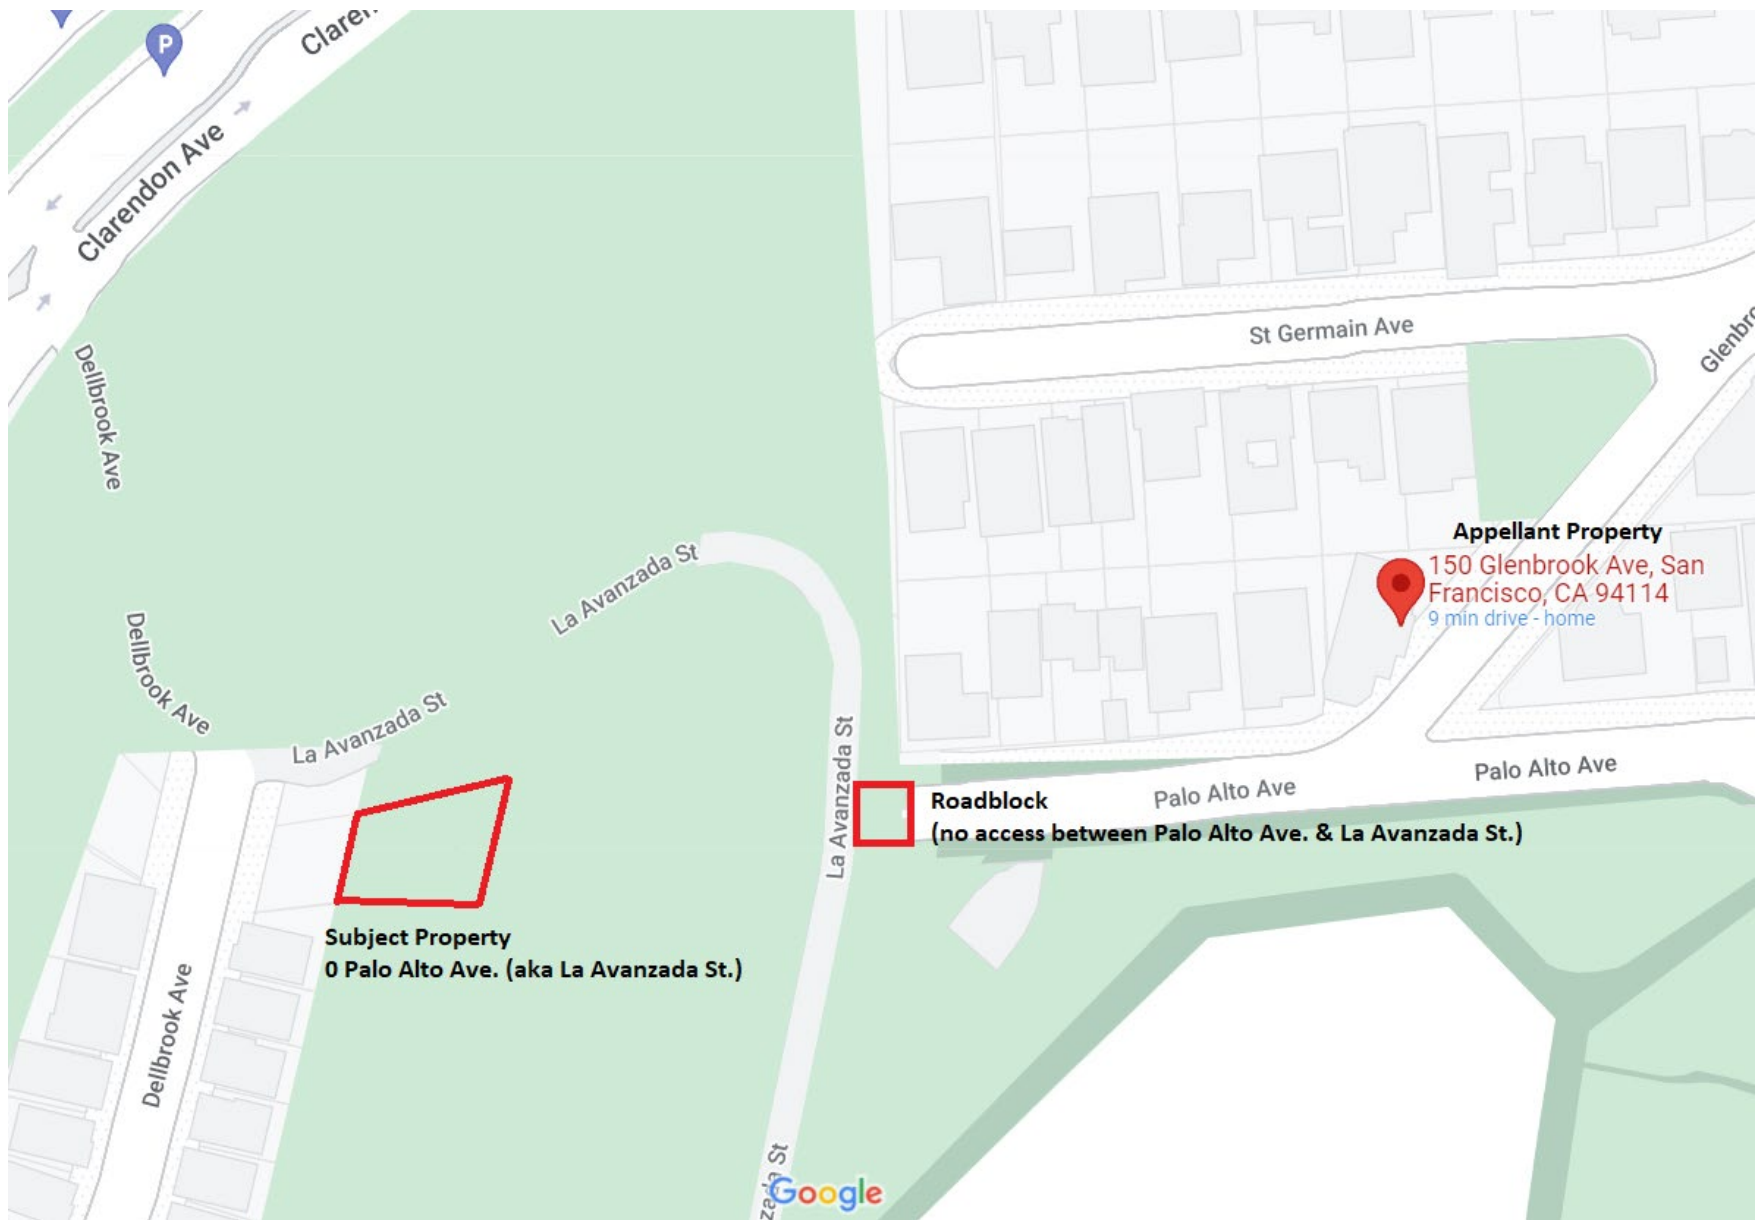 Claren
P
Clarendon Ave
St Germain Ave
Glenbro
Dellbrook Ave
Appellant Property
150 Glenbrook Ave, San
Francisco, CA 94114
9 min drive - home
La Avanzada St
Dellbrook Ave
La Avanzada St
La Avanzada St
Palo Alto Ave
Palo Alto Ave
Roadblock
(no access between Palo Alto Ave. & La Avanzada St.)
Subject Property
0 Palo Alto Ave. (aka La Avanzada St.)
Dellbrook Ave
zada St
Google